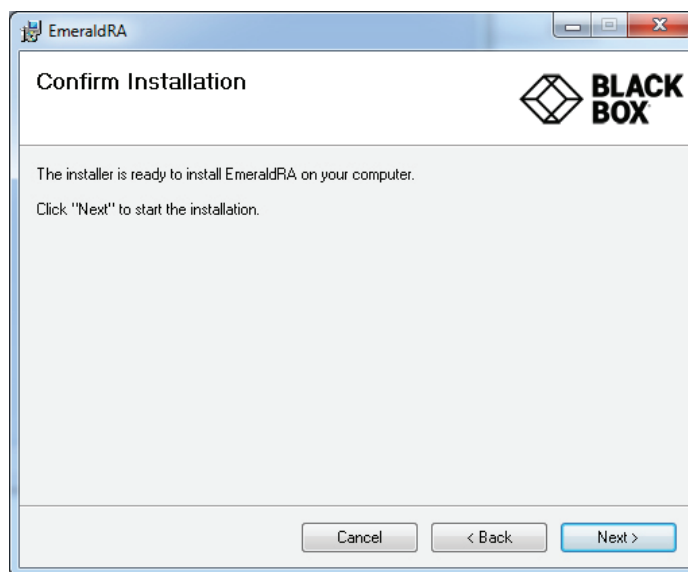 EmeraldRA
Confirm Installation
BLACK
BOX
The installer is ready to install EmeraldRA on your computer.
Click "Next" to start the installation.
Cancel
< Back
Next >